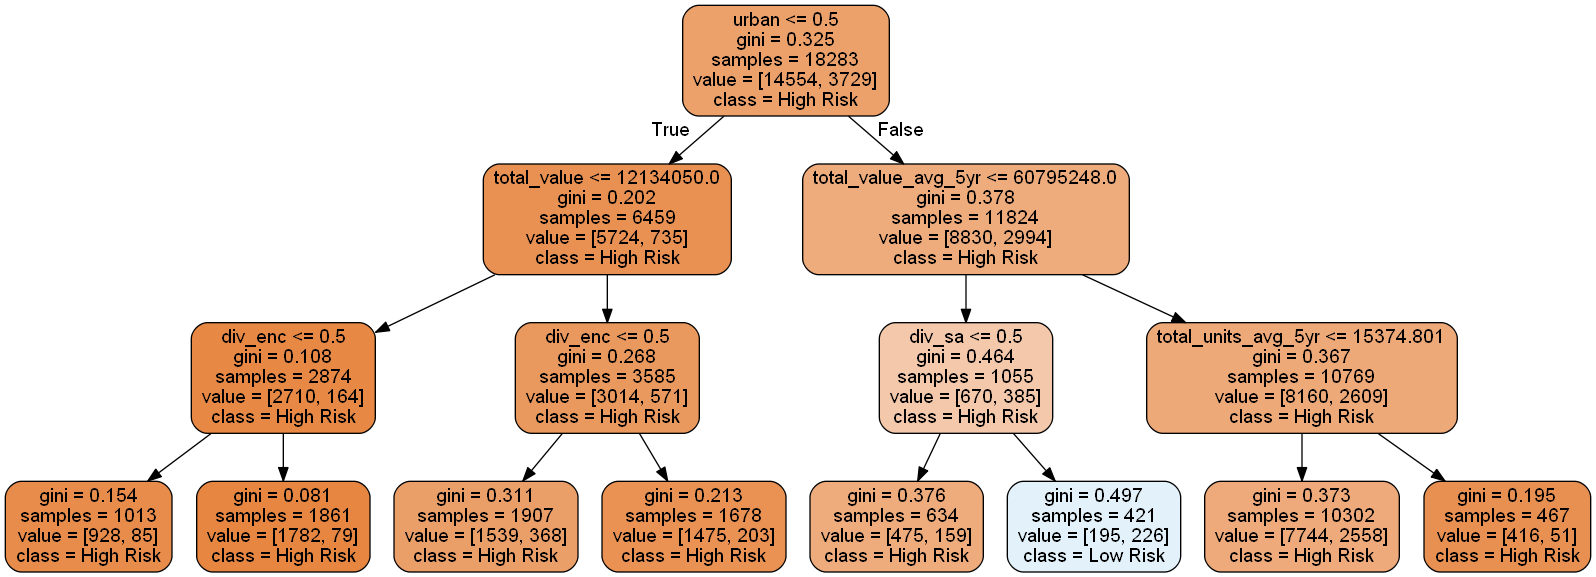 urban <= 0.5
gini = 0.325
samples = 18283
value = [14554, 3729]
class = High Risk
True
False
total_value <= 12134050.0
gini = 0.202
samples = 6459
value = [5724, 735]
class = High Risk
total_value_avg_5yr <= 60795248.0
gini = 0.378
samples = 11824
value = [8830, 2994]
class = High Risk
div_enc <= 0.5
gini = 0.108
samples = 2874
value = [2710, 164]
class = High Risk
div_enc <= 0.5
gini = 0.268
samples = 3585
value = [3014, 571]
class = High Risk
div_sa <= 0.5
gini = 0.464
samples = 1055
value = [670, 385]
class = High Risk
total_units_avg_5yr <= 15374.801
gini = 0.367
samples = 10769
value = [8160, 2609]
class = High Risk
gini = 0.154
samples = 1013
value = [928, 85]
class = High Risk
gini = 0.081
samples = 1861
value = [1782, 79]
class = High Risk
gini = 0.311
samples = 1907
value = [1539, 368]
class = High Risk
gini = 0.213
samples = 1678
value = [1475, 203]
class = High Risk
gini = 0.376
samples = 634
value = [475, 159]
class = High Risk
gini = 0.497
samples = 421
value = [195, 226]
class = Low Risk
gini = 0.373
samples = 10302
value = [7744, 2558]
class = High Risk
gini = 0.195
samples = 467
value = [416, 51]
class = High Risk